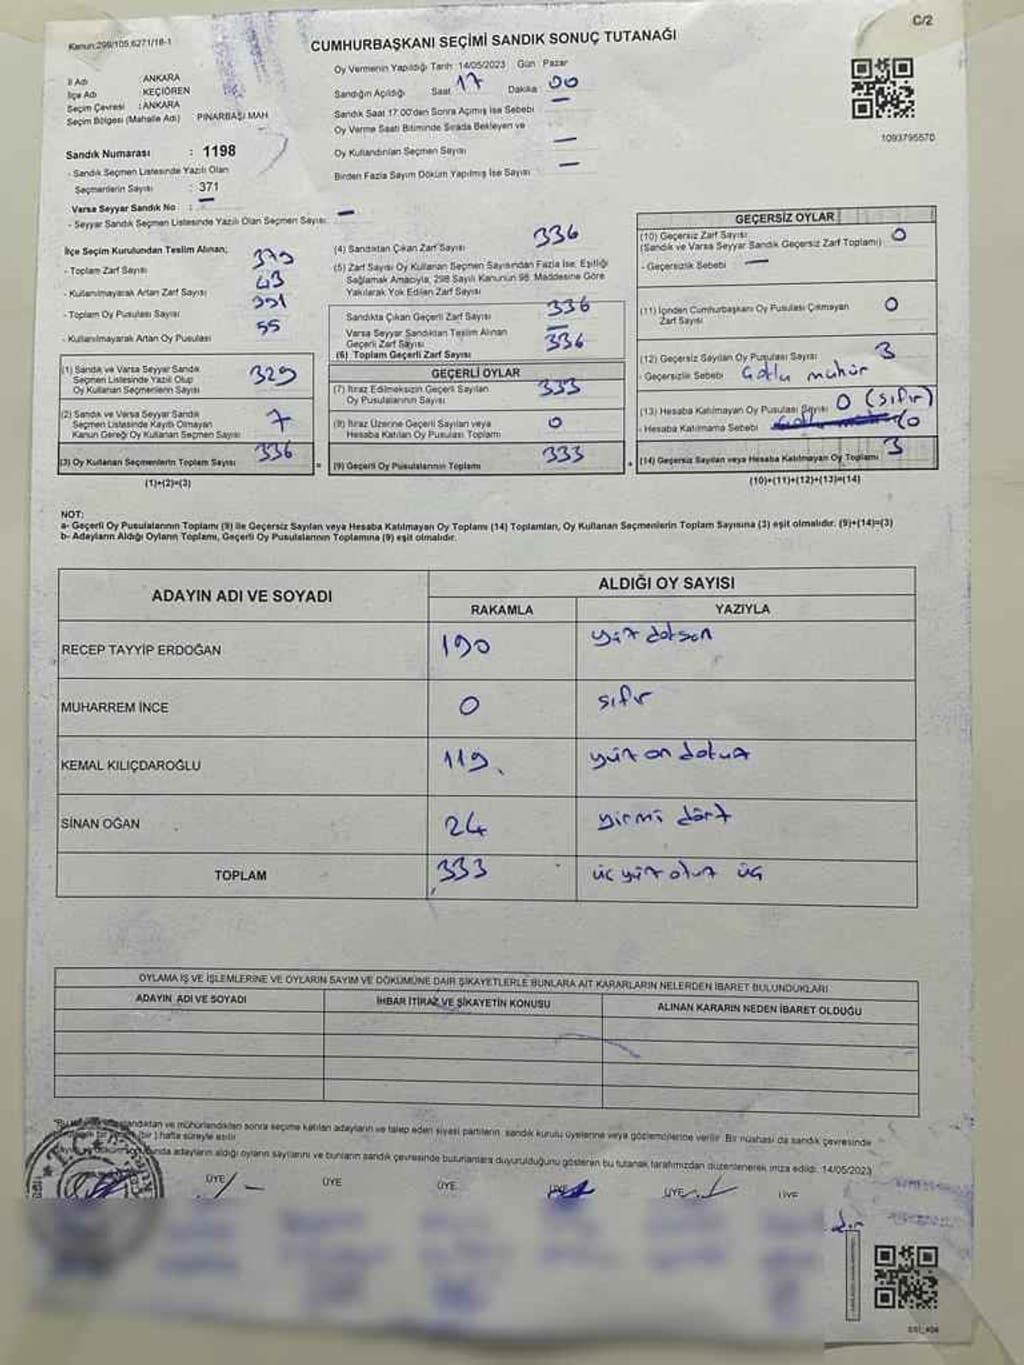 Kanun:298/105,6271/18-1
C/2
CUMHURBAŞKANI SEÇİMİ SANDIK SONUÇ TUTANAĞI
İl Adı : ANKARA
İlçe Adı : KEÇİÖREN
Seçim Çevresi : ANKARA
Seçim Bölgesi (Mahalle Adı) PINARBAŞI MAH
Oy Vermenin Yapıldığı Tarih 14/05/2023 Gün Pazar
Sandığın Açıldığı Saat 17 Dakika 00
Sandık Saat 17:00'den Sonra Açmış İse Sebebi —
Oy Verme Saati Bitiminde Sırada Bekleyen ve
Oy Kullandırılan Seçmen Sayısı —
Birden Fazla Sayım Döküm Yapılmış İse Sayısı —
1093795570
Sandık Numarası : 1198
- Sandık Seçmen Listesinde Yazılı Olan
Seçmenlerin Sayısı : 371
Varsa Seyyar Sandık No : —
- Seyyar Sandık Seçmen Listesinde Yazılı Olan Seçmen Sayısı: —
İlçe Seçim Kurulundan Teslim Alınan;
- Toplam Zarf Sayısı
- Kullanılmayarak Artan Zarf Sayısı 43
- Toplam Oy Pusulası Sayısı
- Kullanılmayarak Artan Oy Pusulası 55
(1) Sandık ve Varsa Seyyar Sandık
Seçmen Listesinde Yazılı Olup
Oy Kullanan Seçmenlerin Sayısı 329
(2) Sandık ve Varsa Seyyar Sandık
Seçmen Listesinde Kayıtlı Olmayan
Kanun Gereği Oy Kullanan Seçmen Sayısı 7
(3) Oy Kullanan Seçmenlerin Toplam Sayısı 336
(1)+(2)=(3)
(4) Sandıktan Çıkan Zarf Sayısı 336
(5) Zarf Sayısı Oy Kullanan Seçmen Sayısından Fazla İse, Eşitliği
Sağlamak Amacıyla, 298 Sayılı Kanunun 98. Maddesine Göre
Yakılarak Yok Edilen Zarf Sayısı
Sandıkta Çıkan Geçerli Zarf Sayısı 336
Varsa Seyyar Sandıktan Teslim Alınan
Geçerli Zarf Sayısı —
(6) Toplam Geçerli Zarf Sayısı 336
GEÇERLİ OYLAR
(7) İtiraz Edilmeksizin Geçerli Sayılan
Oy Pusulalarının Sayısı 333
(8) İtiraz Üzerine Geçerli Sayılan veya
Hesaba Katılan Oy Pusulaları Toplamı 0
(9) Geçerli Oy Pusulalarının Toplamı 333
GEÇERSİZ OYLAR
(10) Geçersiz Zarf Sayısı 0
(Sandık ve Varsa Seyyar Sandık Geçersiz Zarf Toplamı)
- Geçersizlik Sebebi —
(11) İçinden Cumhurbaşkanı Oy Pusulası Çıkmayan
Zarf Sayısı 0
(12) Geçersiz Sayılan Oy Pusulası Sayısı 3
- Geçersizlik Sebebi Çoklu mühür
(13) Hesaba Katılmayan Oy Pusulası Sayısı 0 (sıfır)
- Hesaba Katılmama Sebebi
(14) Geçersiz Sayılan veya Hesaba Katılmayan Oy Toplamı 3
(10)+(11)+(12)+(13)=(14)
NOT:
a- Geçerli Oy Pusulalarının Toplamı (9) ile Geçersiz Sayılan veya Hesaba Katılmayan Oy Toplamı (14) Toplamları, Oy Kullanan Seçmenlerin Toplam Sayısına (3) eşit olmalıdır. (9)+(14)=(3)
b- Adayların Aldığı Oyların Toplamı, Geçerli Oy Pusulalarının Toplamına (9) eşit olmalıdır.
ADAYIN ADI VE SOYADI
ALDIĞI OY SAYISI
RAKAMLA YAZIYLA
RECEP TAYYİP ERDOĞAN 190 yüz doksan
MUHARREM İNCE 0 sıfır
KEMAL KILIÇDAROĞLU 119 yüz on dokuz
SİNAN OĞAN 24 yirmi dört
TOPLAM 333 üç yüz otuz üç
OYLAMA İŞ VE İŞLEMLERİNE VE OYLARIN SAYIM VE DÖKÜMÜNE DAİR ŞİKAYETLERLE BUNLARA AİT KARARLARIN NELERDEN İBARET BULUNDUKLARI
ADAYIN ADI VE SOYADI İHBAR İTİRAZ VE ŞİKAYETİN KONUSU ALINAN KARARIN NEDEN İBARET OLDUĞU
ve mühürlendikten sonra seçime katılan adayların ve talep eden siyasi partilerin sandık kurulu üyelerine veya gözlemcilerine verilir. Bir nüshası da sandık çevresinde
(bir) hafta süreyle asılır.
adayların aldığı oyların sayılarını ve bunların sandık çevresinde bulunanlara duyurulduğunu gösteren bu tutanak tarafımızdan düzenlenerek imza edildi. 14/05/2023
ÜYE ÜYE ÜYE ÜYE ÜYE